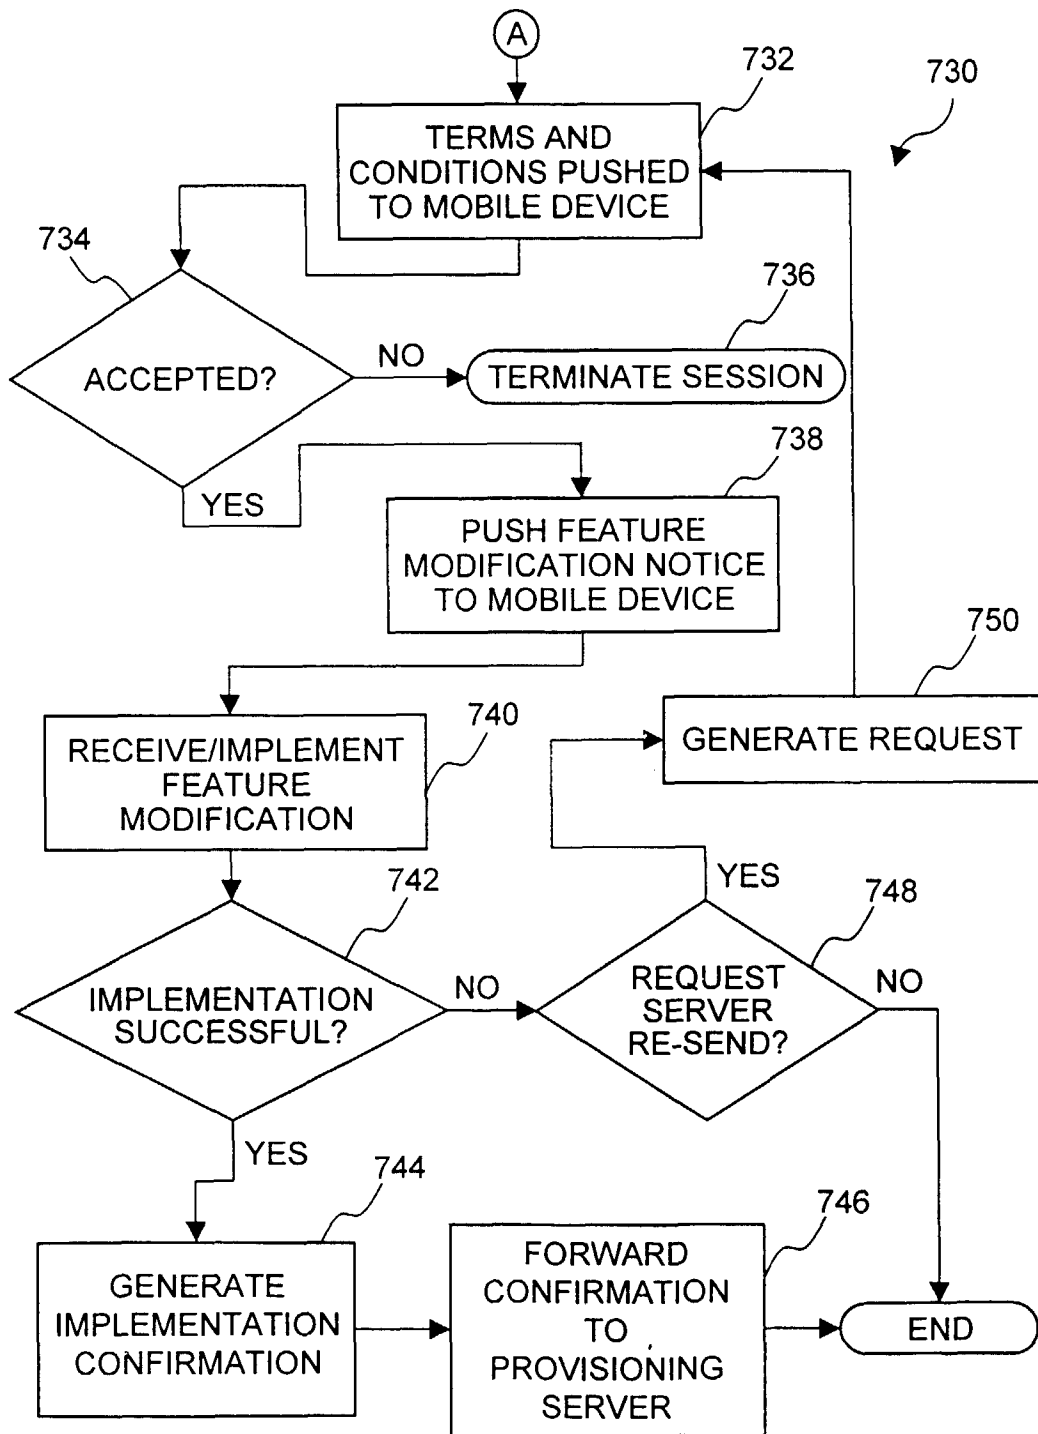 A
732
730
TERMS AND
CONDITIONS PUSHED
TO MOBILE DEVICE
734
736
ACCEPTED?
NO
TERMINATE SESSION
738
YES
PUSH FEATURE
MODIFICATION NOTICE
TO MOBILE DEVICE
750
740
GENERATE REQUEST
RECEIVE/IMPLEMENT
FEATURE
MODIFICATION
742
YES
748
IMPLEMENTATION
SUCCESSFUL?
NO
REQUEST
SERVER
RE-SEND?
NO
YES
744
746
GENERATE
IMPLEMENTATION
CONFIRMATION
FORWARD
CONFIRMATION
TO
PROVISIONING
SERVER
END